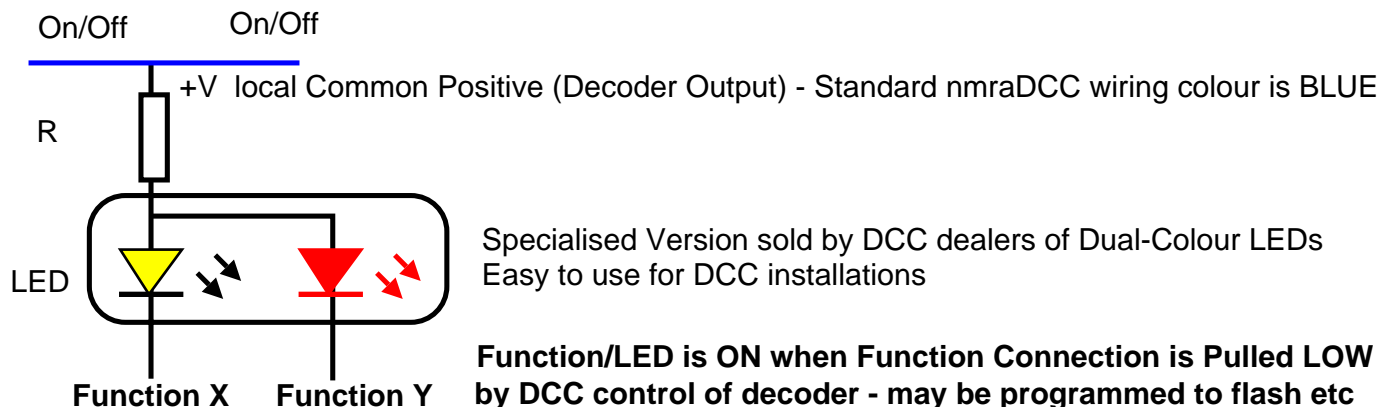 On/Off On/Off
+V local Common Positive (Decoder Output) - Standard nmraDCC wiring colour is BLUE
R
Specialised Version sold by DCC dealers of Dual-Colour LEDs
LED Easy to use for DCC installations
Function/LED is ON when Function Connection is Pulled LOW
Function X Function Y by DCC control of decoder - may be programmed to flash etc